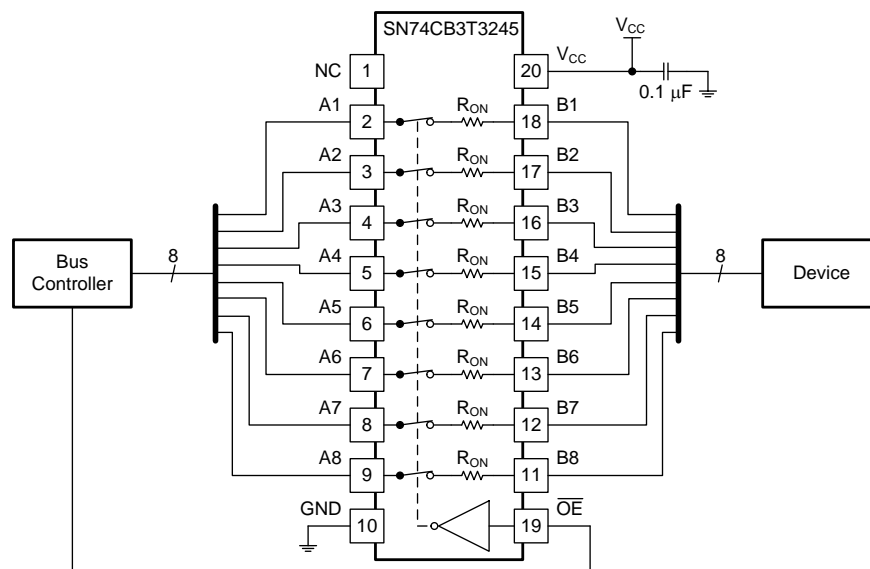 SN74CB3T3245
VCC
NC 1 20 VCC
0.1 μF
A1 2 RON 18 B1
A2 3 RON 17 B2
A3 4 RON 16 B3
8 A4 5 RON 15 B4 8
Bus
Controller
Device
A5 6 RON 14 B5
A6 7 RON 13 B6
A7 8 RON 12 B7
A8 9 RON 11 B8
GND 10 19 O̅E̅